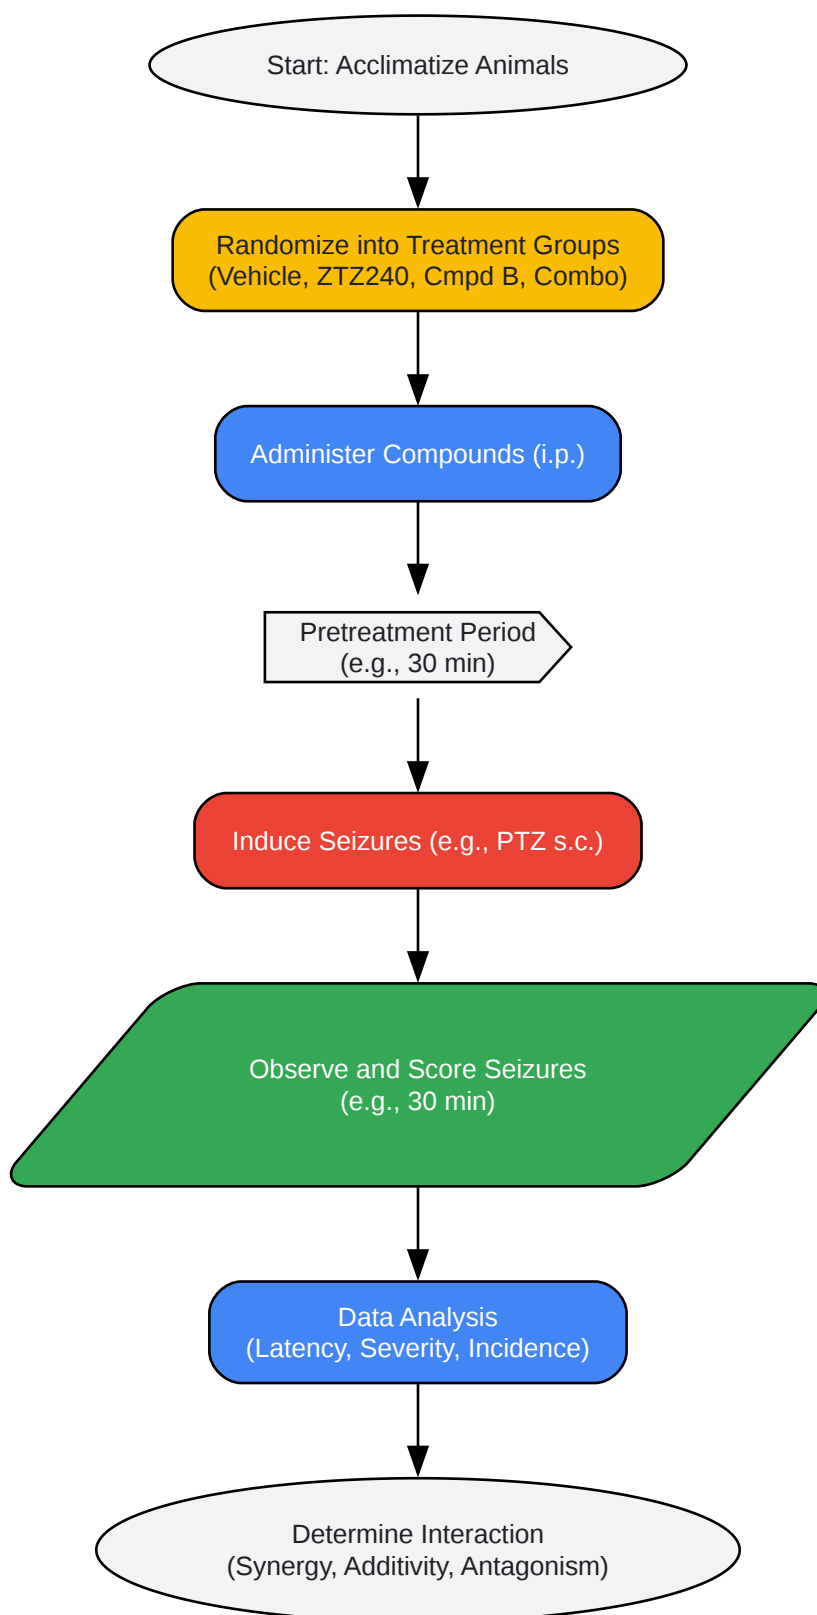 Start: Acclimatize Animals
Randomize into Treatment Groups
(Vehicle, ZTZ240, Cmpd B, Combo)
Administer Compounds (i.p.)
Pretreatment Period
(e.g., 30 min)
Induce Seizures (e.g., PTZ s.c.)
Observe and Score Seizures
(e.g., 30 min)
Data Analysis
(Latency, Severity, Incidence)
Determine Interaction
(Synergy, Additivity, Antagonism)